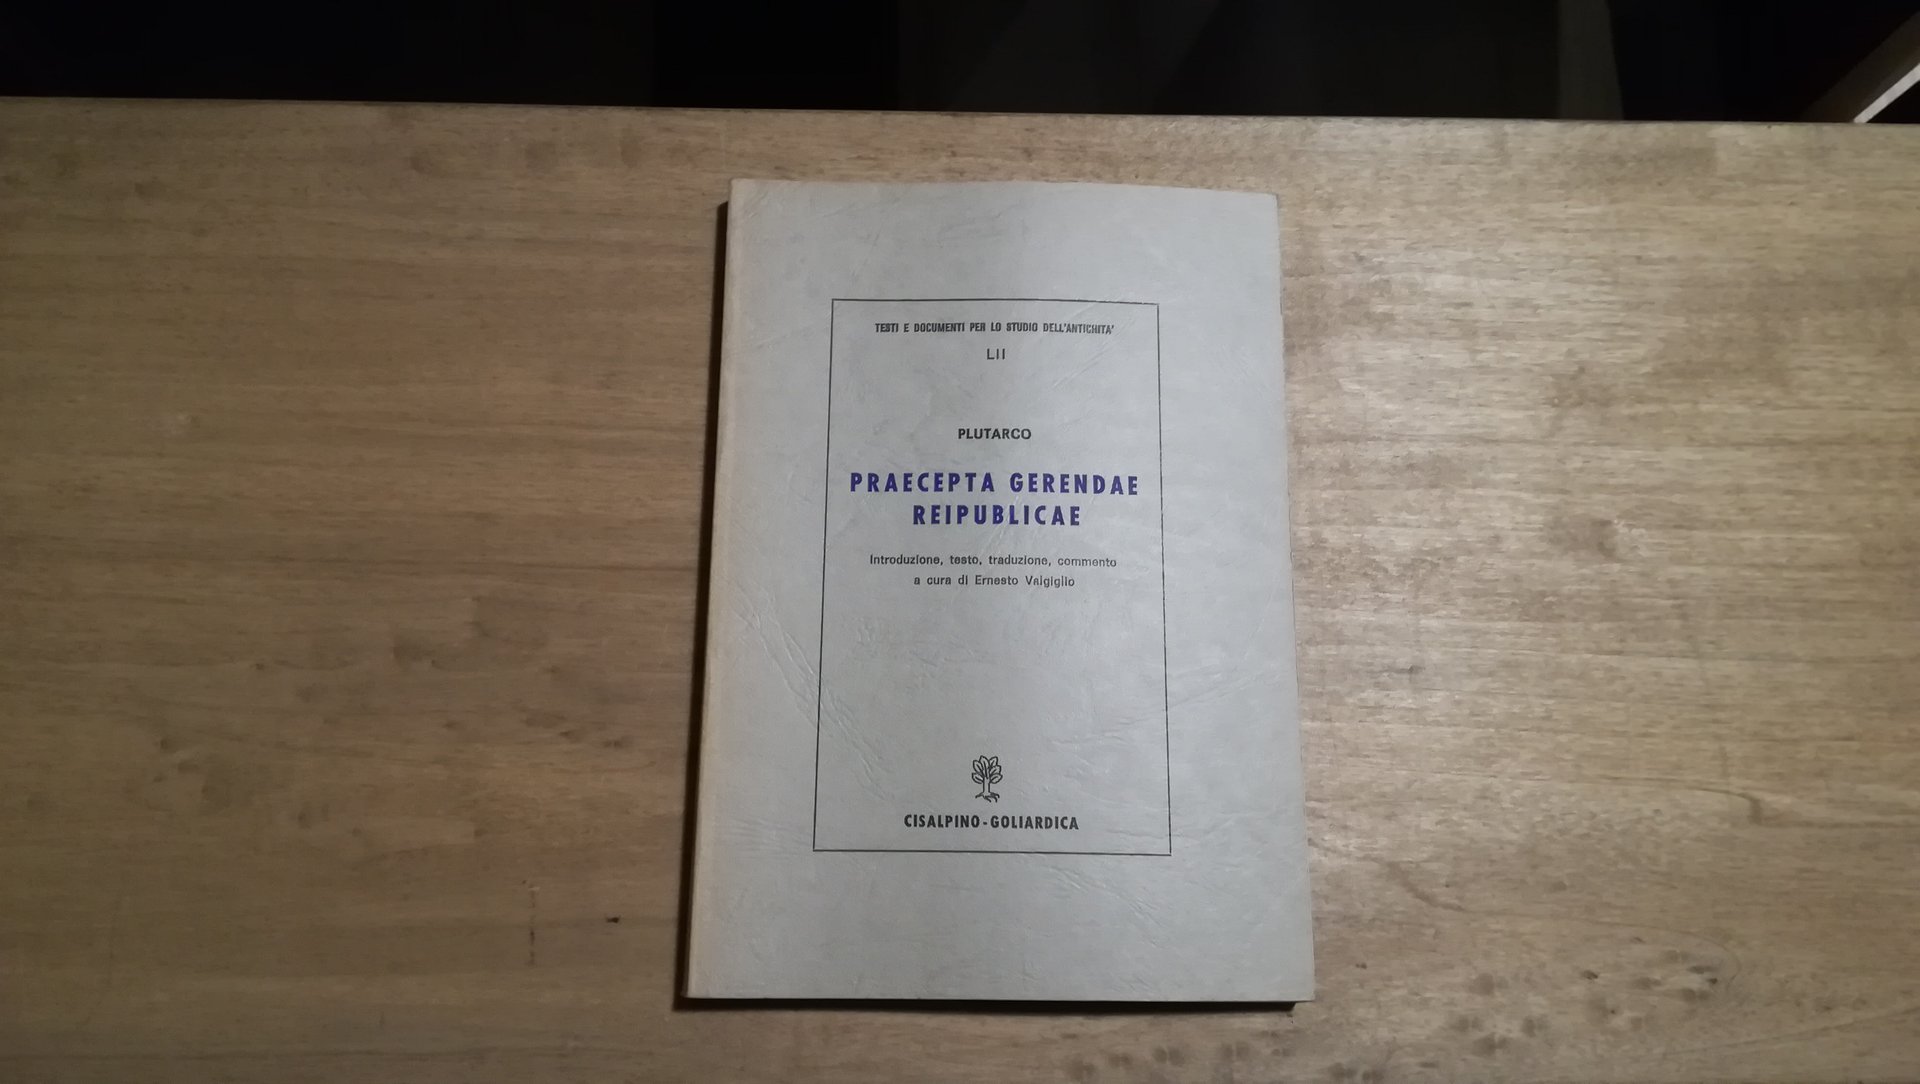 TESTI E DOCUMENTI PER LO STUDIO DELL'ANTICHITA'
LII
PLUTARCO
PRAECEPTA GERENDAE
REIPUBLICAE
Introduzione, testo, traduzione, commento
a cura di Ernesto Valgiglio
CISALPINO-GOLIARDICA